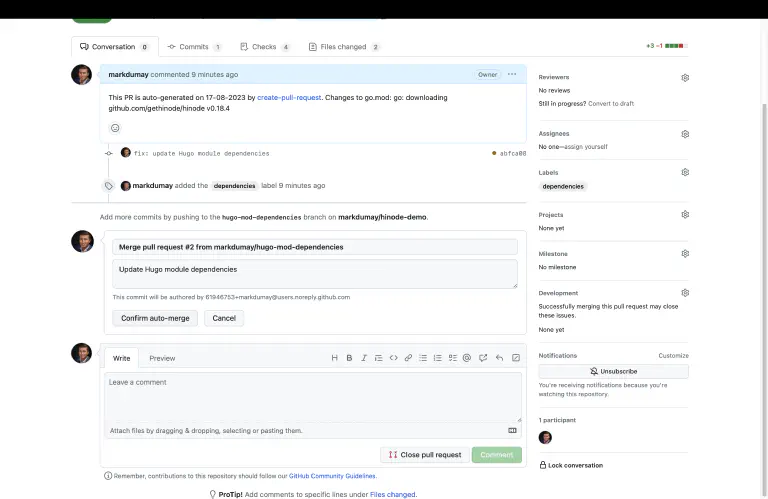 Conversation 0 Commits 1 Checks 4 Files changed 2 +3 −1
markdumay commented 9 minutes ago Owner
This PR is auto-generated on 17-08-2023 by create-pull-request. Changes to go.mod: go: downloading
github.com/gethinode/hinode v0.18.4
fix: update Hugo module dependencies abfca08
markdumay added the dependencies label 9 minutes ago
Add more commits by pushing to the hugo-mod-dependencies branch on markdumay/hinode-demo.
Merge pull request #2 from markdumay/hugo-mod-dependencies
Update Hugo module dependencies
This commit will be authored by 61946753+markdumay@users.noreply.github.com
Confirm auto-merge Cancel
Write Preview
Leave a comment
Attach files by dragging & dropping, selecting or pasting them.
Close pull request Comment
Remember, contributions to this repository should follow our GitHub Community Guidelines.
ProTip! Add comments to specific lines under Files changed.
Reviewers
No reviews
Still in progress? Convert to draft
Assignees
No one—assign yourself
Labels
dependencies
Projects
None yet
Milestone
No milestone
Development
Successfully merging this pull request may close
these issues.
None yet
Notifications Customize
Unsubscribe
You're receiving notifications because you're
watching this repository.
1 participant
Lock conversation